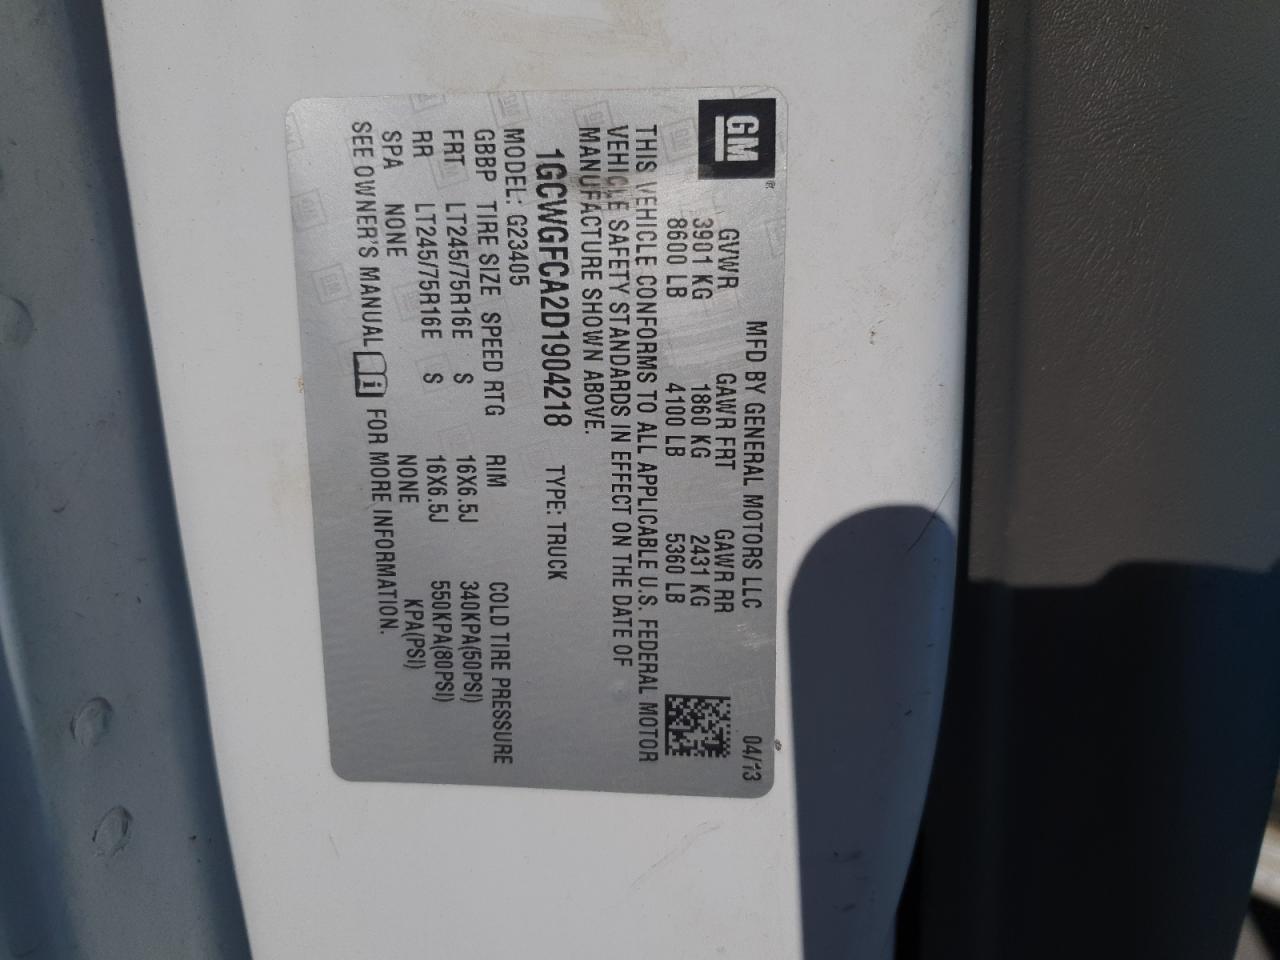 GM ®
MFD BY GENERAL MOTORS LLC 04/13
GVWR GAWR FRT GAWR RR
3901 KG 1860 KG 2431 KG
8600 LB 4100 LB 5360 LB
THIS VEHICLE CONFORMS TO ALL APPLICABLE U.S. FEDERAL MOTOR
VEHICLE SAFETY STANDARDS IN EFFECT ON THE DATE OF
MANUFACTURE SHOWN ABOVE.
1GCWGFCA2D1904218 TYPE: TRUCK
MODEL: G23405
GBBP TIRE SIZE SPEED RTG RIM COLD TIRE PRESSURE
FRT LT245/75R16E S 16X6.5J 340KPA(50PSI)
RR LT245/75R16E S 16X6.5J 550KPA(80PSI)
SPA NONE NONE KPA(PSI)
SEE OWNER'S MANUAL i FOR MORE INFORMATION.